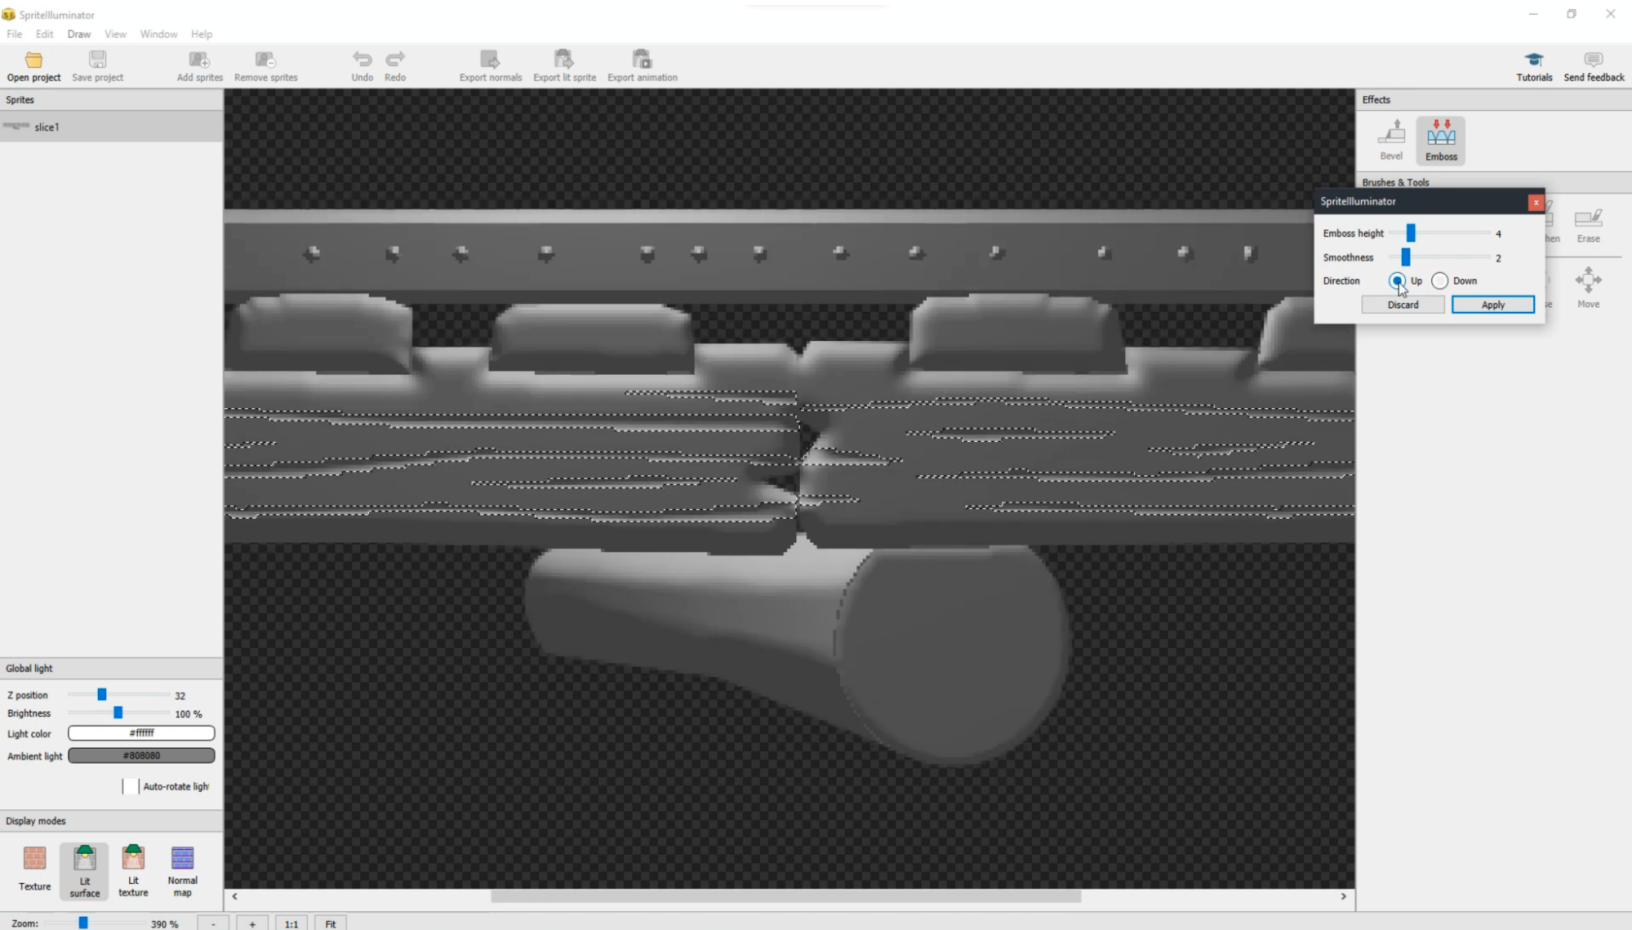 SpriteIlluminator
File Edit Draw View Window Help
Open project Save project Add sprites Remove sprites Undo Redo Export normals Export lit sprite Export animation Tutorials Send feedback
Sprites
slice1
Effects
Bevel Emboss
Brushes & Tools
Erase
Move
SpriteIlluminator
x
Emboss height 4
Smoothness 2
Direction Up Down
Discard Apply
Global light
Z position 32
Brightness 100 %
Light color #ffffff
Ambient light #808080
Auto-rotate light
Display modes
Texture Lit surface Lit texture Normal map
Zoom: 390 % - + 1:1 Fit